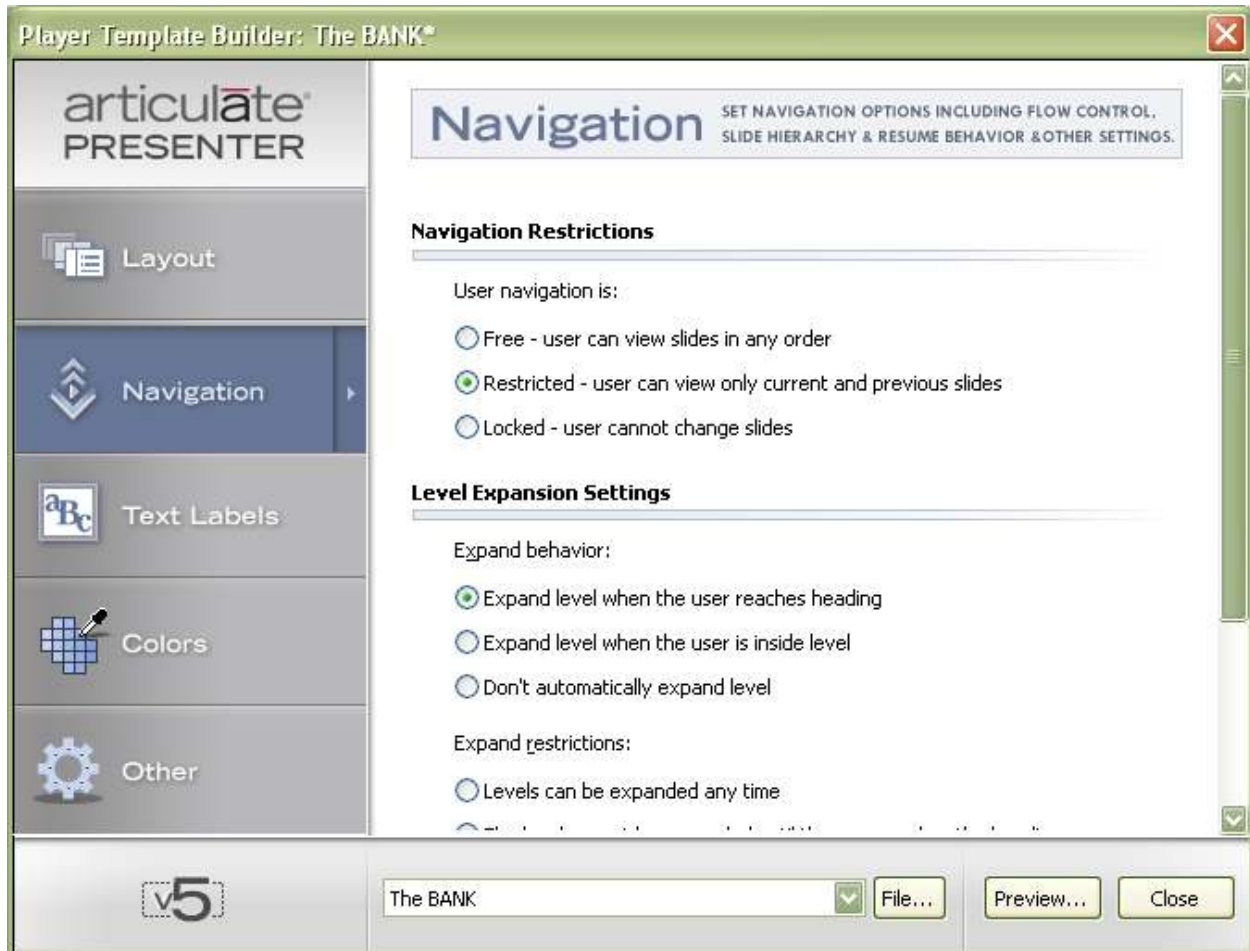 Player Template Builder: The BANK*
articulāte®
PRESENTER
Layout
Navigation
Text Labels
Colors
Other
Navigation
SET NAVIGATION OPTIONS INCLUDING FLOW CONTROL,
SLIDE HIERARCHY & RESUME BEHAVIOR &OTHER SETTINGS.
Navigation Restrictions
User navigation is:
Free - user can view slides in any order
Restricted - user can view only current and previous slides
Locked - user cannot change slides
Level Expansion Settings
Expand behavior:
Expand level when the user reaches heading
Expand level when the user is inside level
Don't automatically expand level
Expand restrictions:
Levels can be expanded any time
aBc
v5
The BANK
File...
Preview...
Close